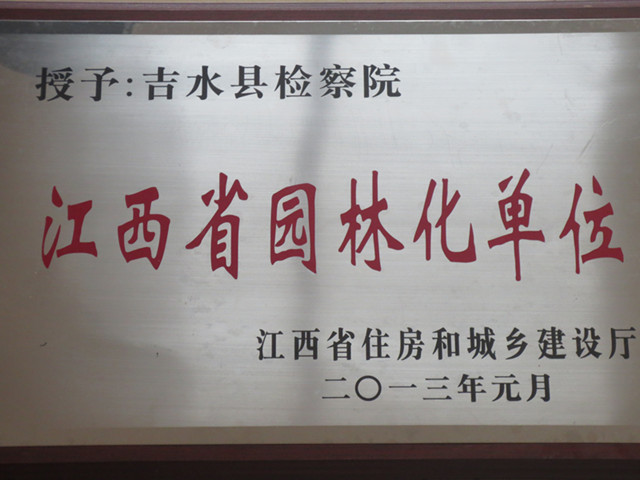 授予:吉水县检察院
江西省园林化单位
江西省住房和城乡建设厅
二〇一三年元月